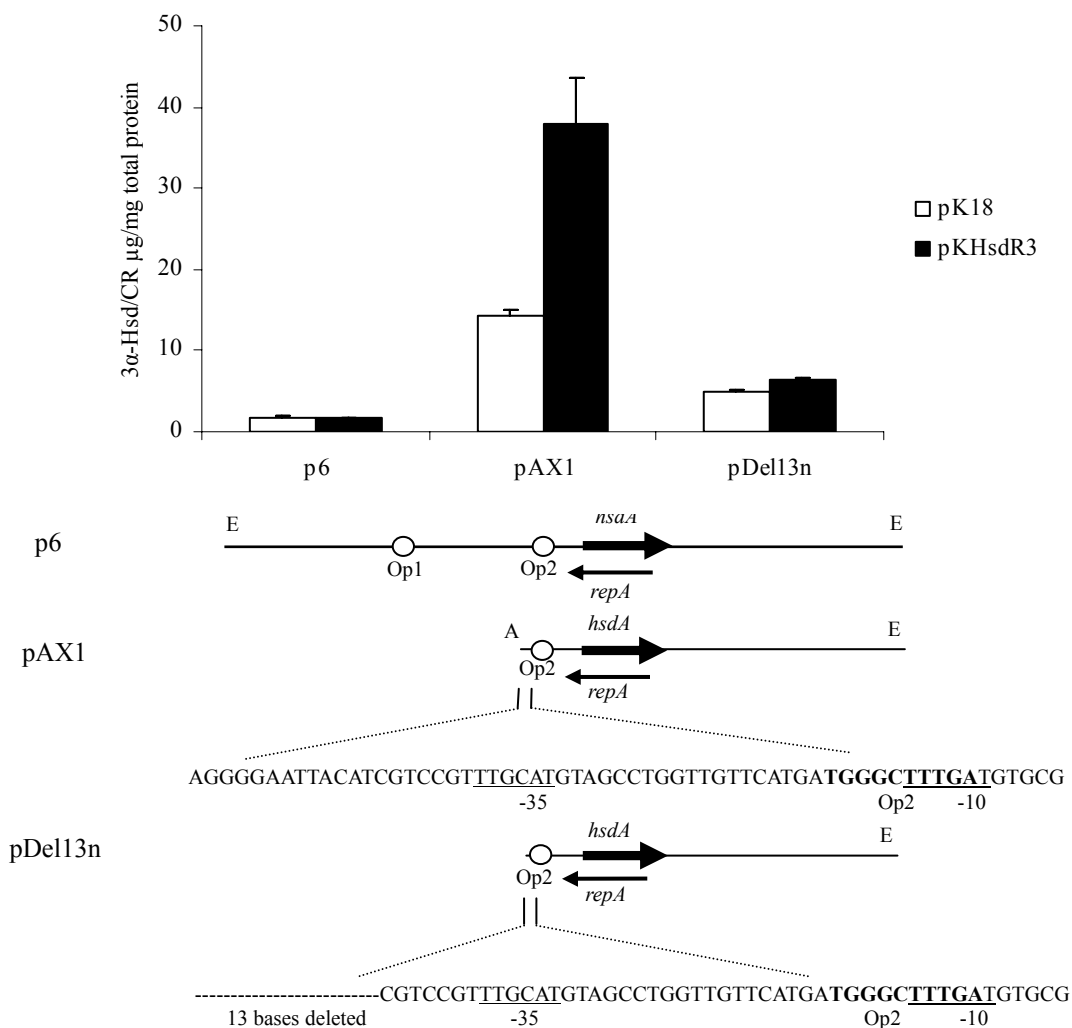 50
40
30
20
10
0
3α-Hsd/CR µg/mg total protein
pK18
pKHsdR3
p6
pAX1
pDel13n
p6
E
hsdA
E
Op1
Op2
repA
pAX1
A
hsdA
E
Op2
repA
AGGGGAATTACATCGTCCGTTTGCATGTAGCCTGGTTGTTCATGATGGGCTTTGATGTGCG
-35
Op2
-10
pDel13n
hsdA
E
Op2
repA
--------------------CGTCCGTTTGCATGTAGCCTGGTTGTTCATGATGGGCTTTGATGTGCG
13 bases deleted
-35
Op2
-10